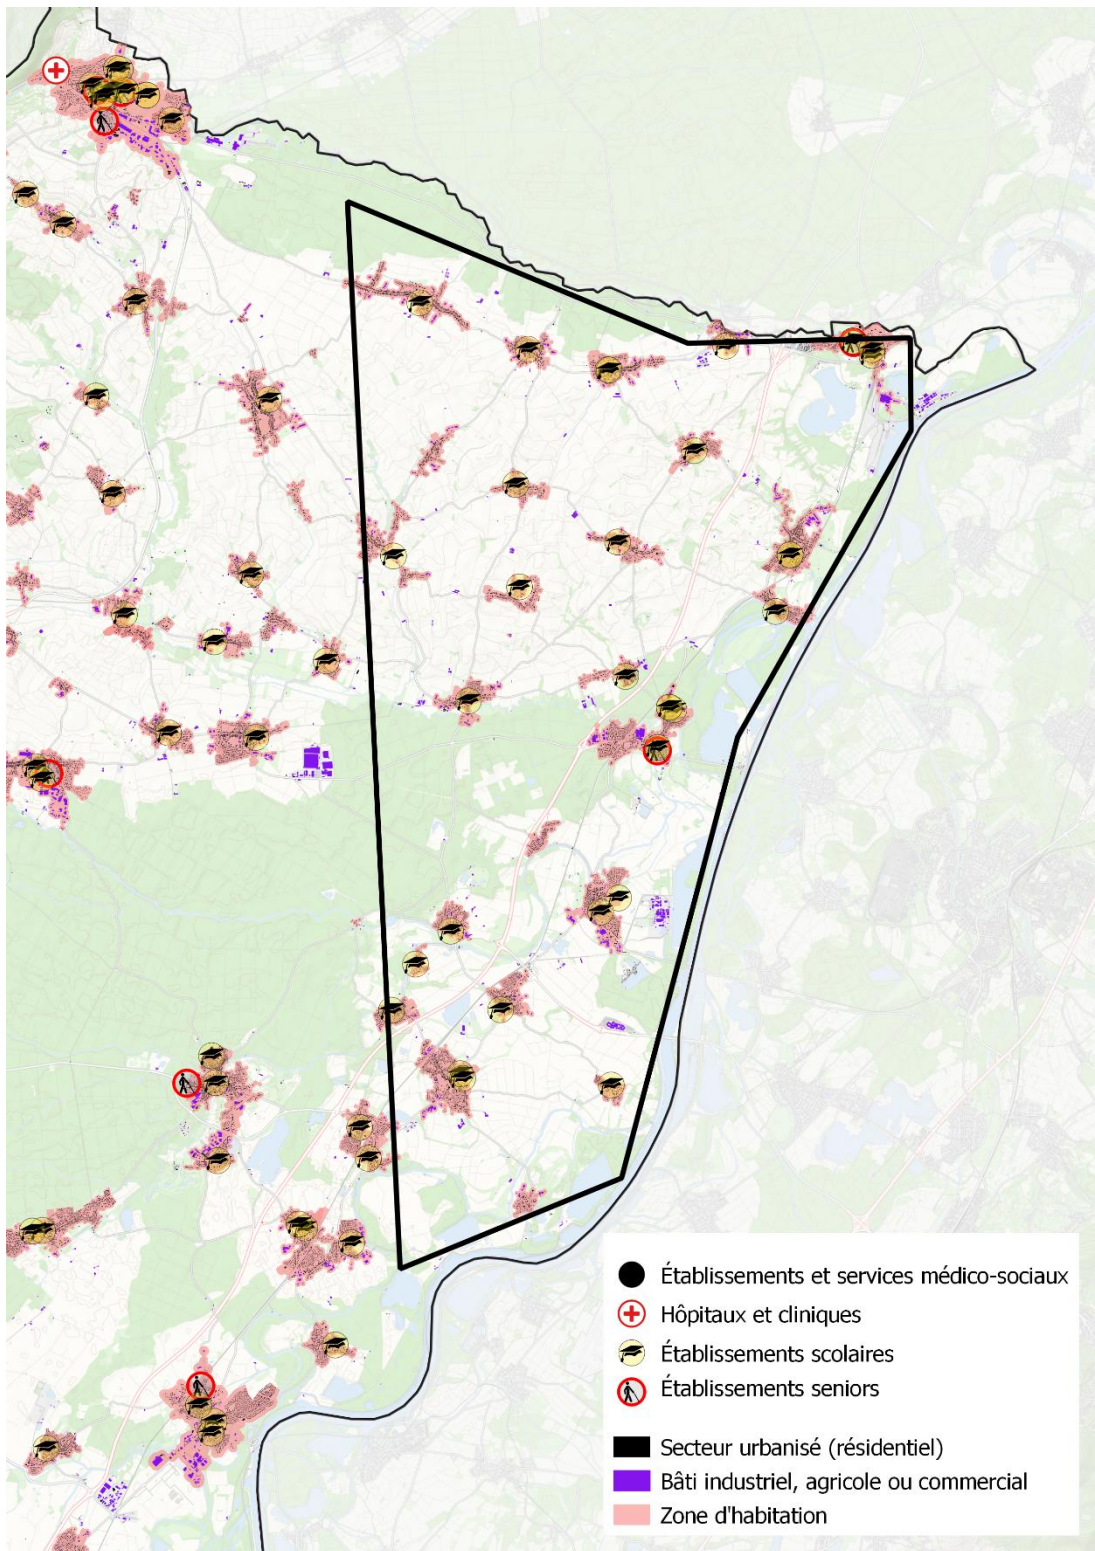 Établissements et services médico-sociaux
Hôpitaux et cliniques
Établissements scolaires
Établissements seniors
Secteur urbanisé (résidentiel)
Bâti industriel, agricole ou commercial
Zone d'habitation